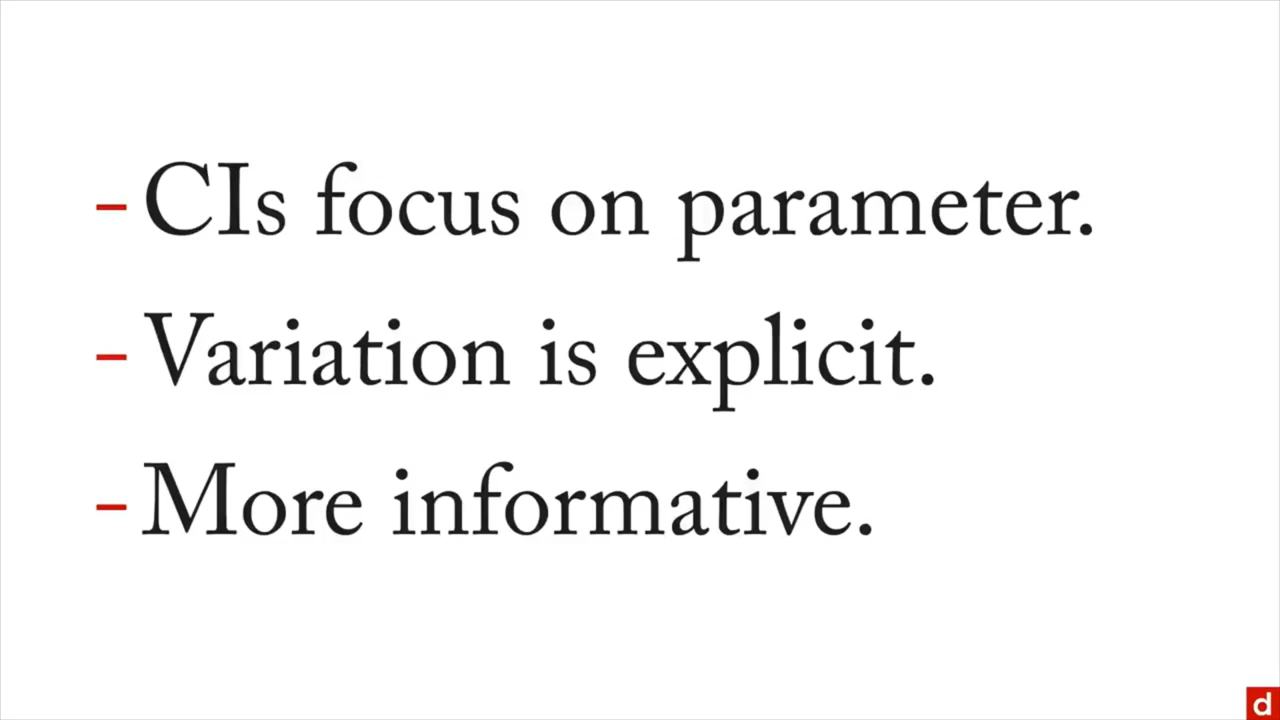 – CIs focus on parameter.
– Variation is explicit.
– More informative.
d